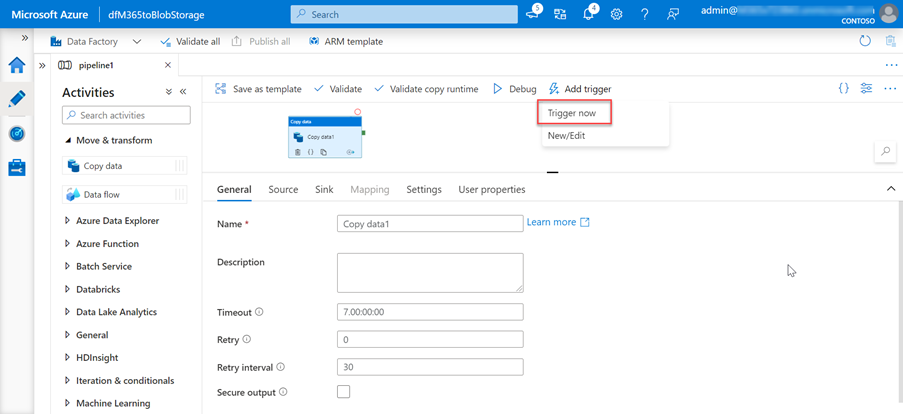 Microsoft Azure dfM365toBlobStorage Search 5 4 admin@
CONTOSO
Data Factory Validate all Publish all ARM template
pipeline1
Activities
Search activities
Move & transform
Copy data
Data flow
Azure Data Explorer
Azure Function
Batch Service
Databricks
Data Lake Analytics
General
HDInsight
Iteration & conditionals
Machine Learning
Save as template Validate Validate copy runtime Debug Add trigger
Trigger now
New/Edit
Copy data
Copy data1
General Source Sink Mapping Settings User properties
Name * Copy data1 Learn more
Description
Timeout 7.00:00:00
Retry 0
Retry interval 30
Secure output